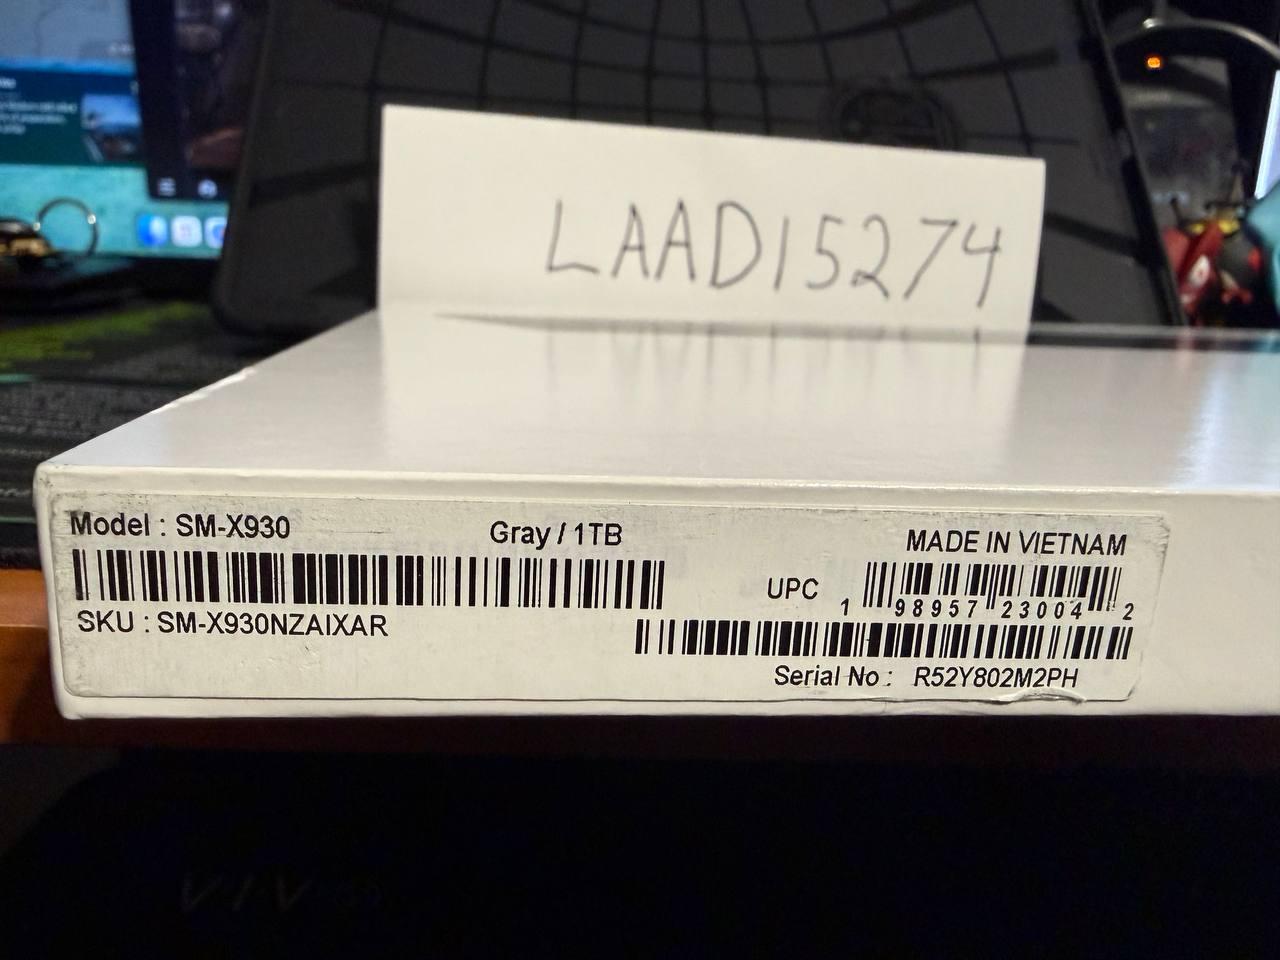 LAAD15274
Model : SM-X930
Gray / 1TB
MADE IN VIETNAM
UPC
1 98957 23004 2
SKU : SM-X930NZAIXAR
Serial No : R52Y802M2PH